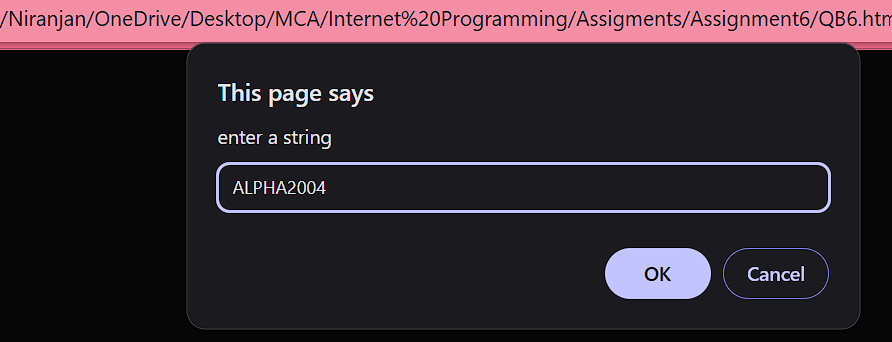 /Niranjan/OneDrive/Desktop/MCA/Internet%20Programming/Assigments/Assignment6/QB6.htm
This page says
enter a string
ALPHA2004
OK Cancel